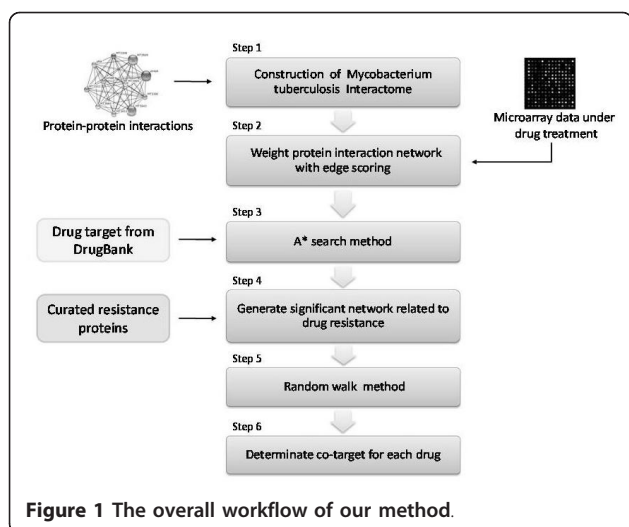 Step 1
Construction of Mycobacterium
tuberculosis Interactome
Protein-protein interactions
Microarray data under
drug treatment
Step 2
Weight protein interaction network
with edge scoring
Step 3
Drug target from
DrugBank
A* search method
Step 4
Curated resistance
proteins
Generate significant network related to
drug resistance
Step 5
Random walk method
Step 6
Determinate co-target for each drug
Figure 1 The overall workflow of our method.